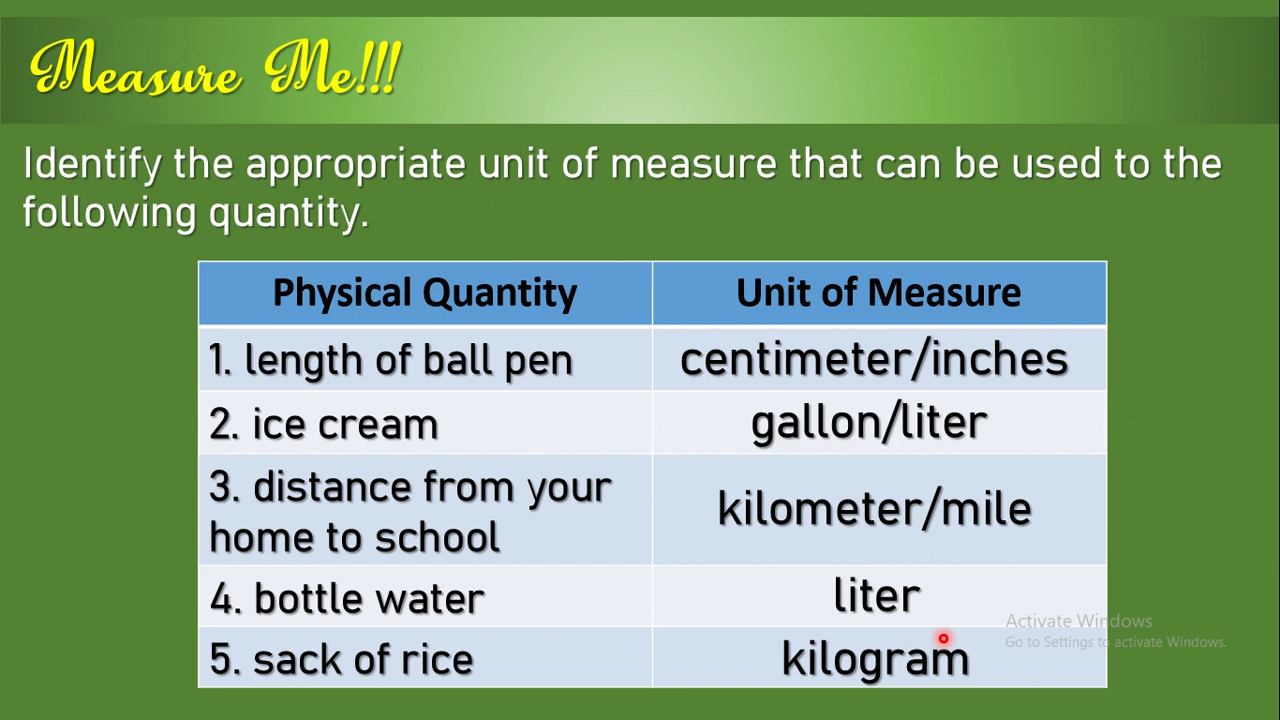 Measure Me!!!
Identify the appropriate unit of measure that can be used to the
following quantity.
Physical Quantity
Unit of Measure
1. length of ball pen
centimeter/inches
2. ice cream
gallon/liter
3. distance from your
home to school
kilometer/mile
4. bottle water
liter
5. sack of rice
kilogram
Activate Windows
Go to Settings to activate Windows.